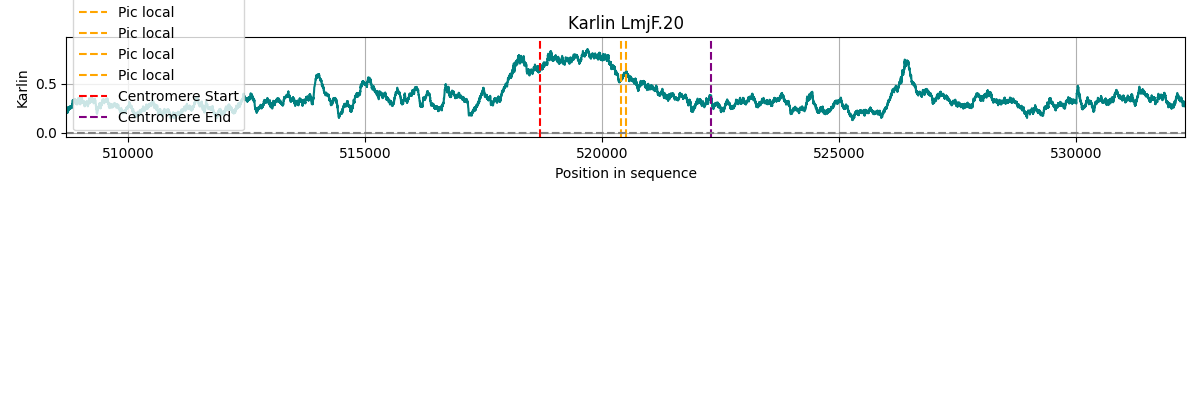 Karlin LmjF.20
Pic local
Pic local
Pic local
Pic local
Centromere Start
Centromere End
Karlin
0.5
0.0
510000
515000
520000
525000
530000
Position in sequence